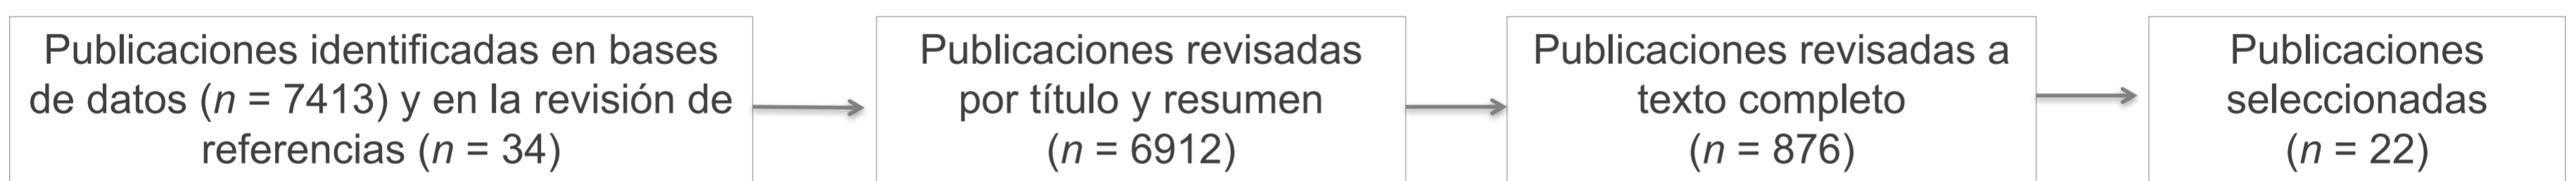 Publicaciones identificadas en bases
de datos (n = 7413) y en la revisión de
referencias (n = 34)
Publicaciones revisadas
por título y resumen
(n = 6912)
Publicaciones revisadas a
texto completo
(n = 876)
Publicaciones
seleccionadas
(n = 22)